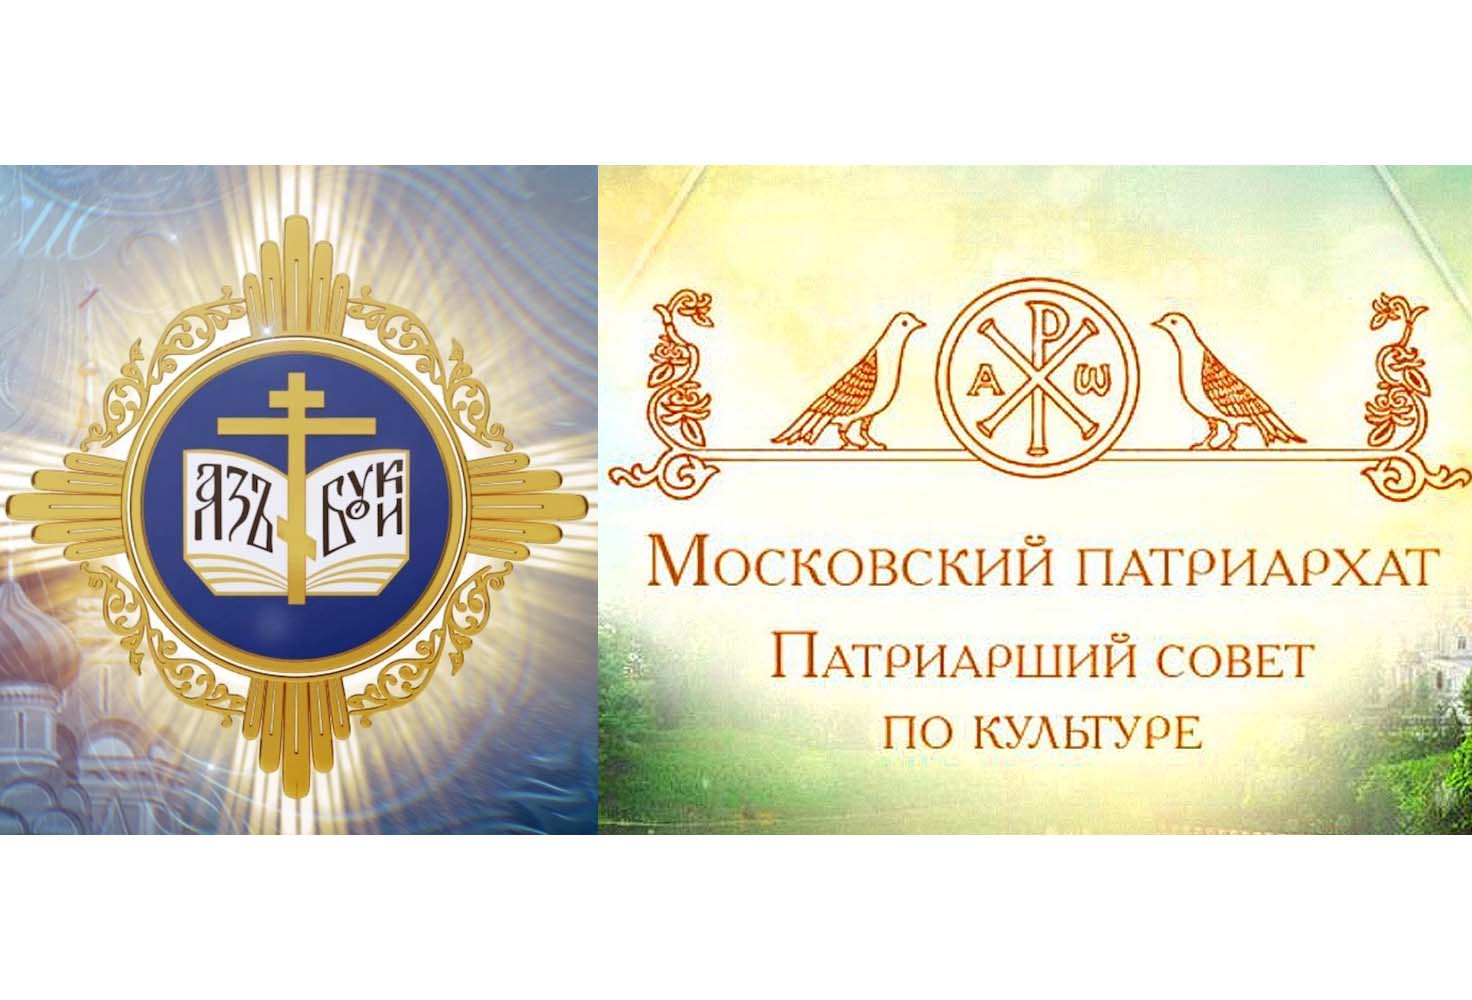 АЗЪ
БУКИ
Α Ρ Ѡ
Московский патриархат
Патриарший совет
по культуре